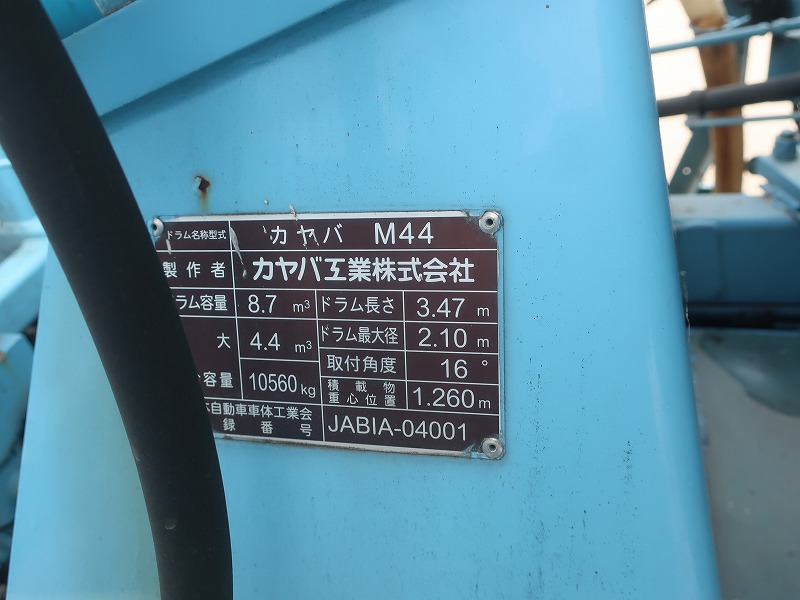 ドラム名称型式 カヤバ M44
製作者 カヤバ工業株式会社
ラム容量 8.7 m³ ドラム長さ 3.47 m
大 4.4 m³ ドラム最大径 2.10 m
取付角度 16°
容量 10560kg 積載物重心位置 1.260m
自動車車体工業会
録番号 JABIA-04001